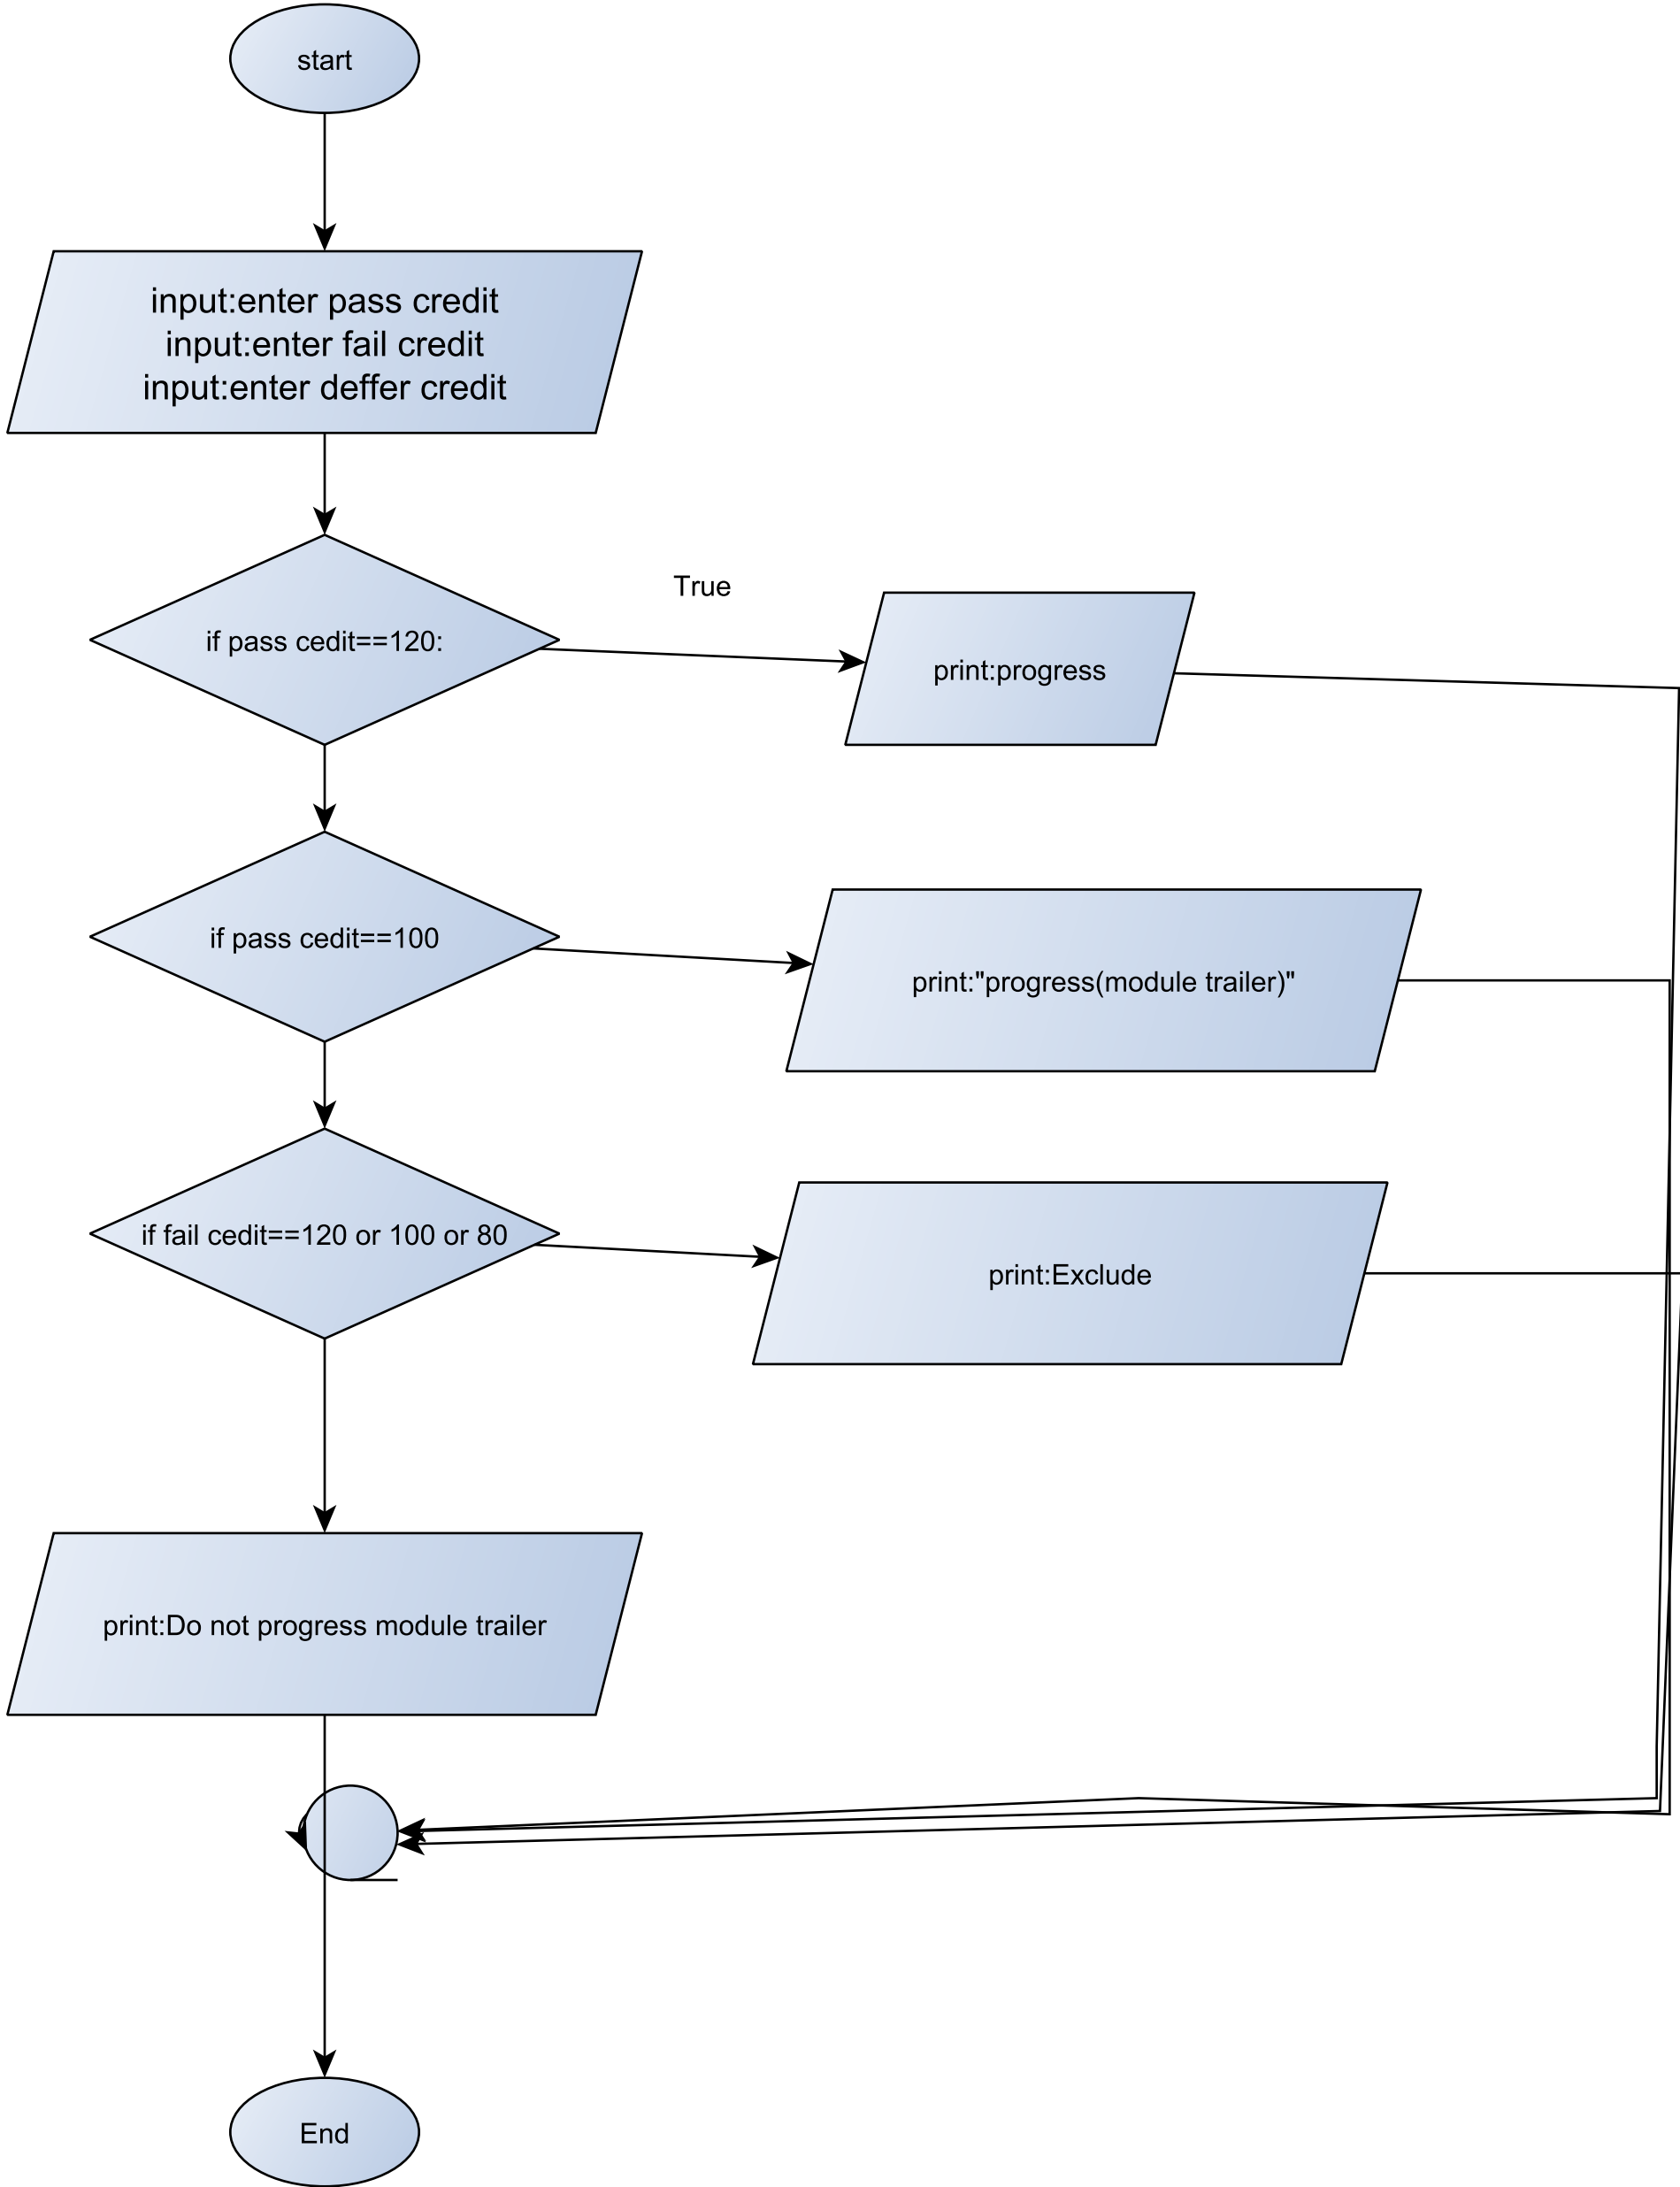 start
input:enter pass credit
input:enter fail credit
input:enter deffer credit
if pass cedit==120:
True
print:progress
if pass cedit==100
print:"progress(module trailer)"
if fail cedit==120 or 100 or 80
print:Exclude
print:Do not progress module trailer
End